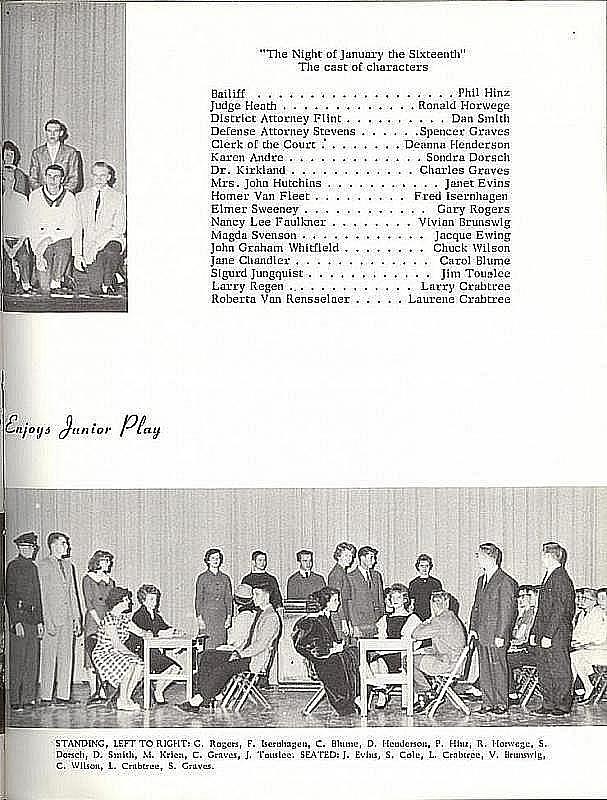 "The Night of January the Sixteenth"
The cast of characters
Bailiff . . . . . . . . . . . . . . . . . . . Phil Hinz
Judge Heath . . . . . . . . . . . . . Ronald Horwege
District Attorney Flint . . . . . . . . . . Dan Smith
Defense Attorney Stevens . . . . . .Spencer Graves
Clerk of the Court . . . . . . . . Deanna Henderson
Karen Andre . . . . . . . . . . . . . Sondra Dorsch
Dr. Kirkland . . . . . . . . . . . . Charles Graves
Mrs. John Hutchins . . . . . . . . . . . Janet Evins
Homer Van Fleet . . . . . . . . . Fred Isernhagen
Elmer Sweeney . . . . . . . . . . . . Gary Rogers
Nancy Lee Faulkner . . . . . . . . Vivian Brunswig
Magda Svenson . . . . . . . . . . . . Jacque Ewing
John Graham Whitfield . . . . . . . . Chuck Wilson
Jane Chandler . . . . . . . . . . . . . Carol Blume
Sigurd Jungquist . . . . . . . . . . . . Jim Touslee
Larry Regen . . . . . . . . . . . . Larry Crabtree
Roberta Van Rensselaer . . . . . Laurene Crabtree
Enjoys Junior Play
STANDING, LEFT TO RIGHT: G. Rogers, F. Isernhagen, C. Blume, D. Henderson, P. Hinz, R. Horwege, S.
Dorsch, D. Smith, M. Krien, C. Graves, J. Touslee. SEATED: J. Evins, S. Cole, L. Crabtree, V. Brunswig,
C. Wilson, L. Crabtree, S. Graves.